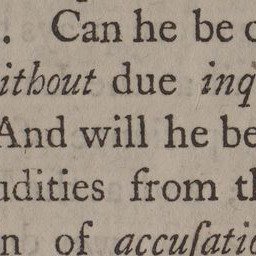 . Can he be
ithout due inq
And will he be
udities from th
n of accuſatio